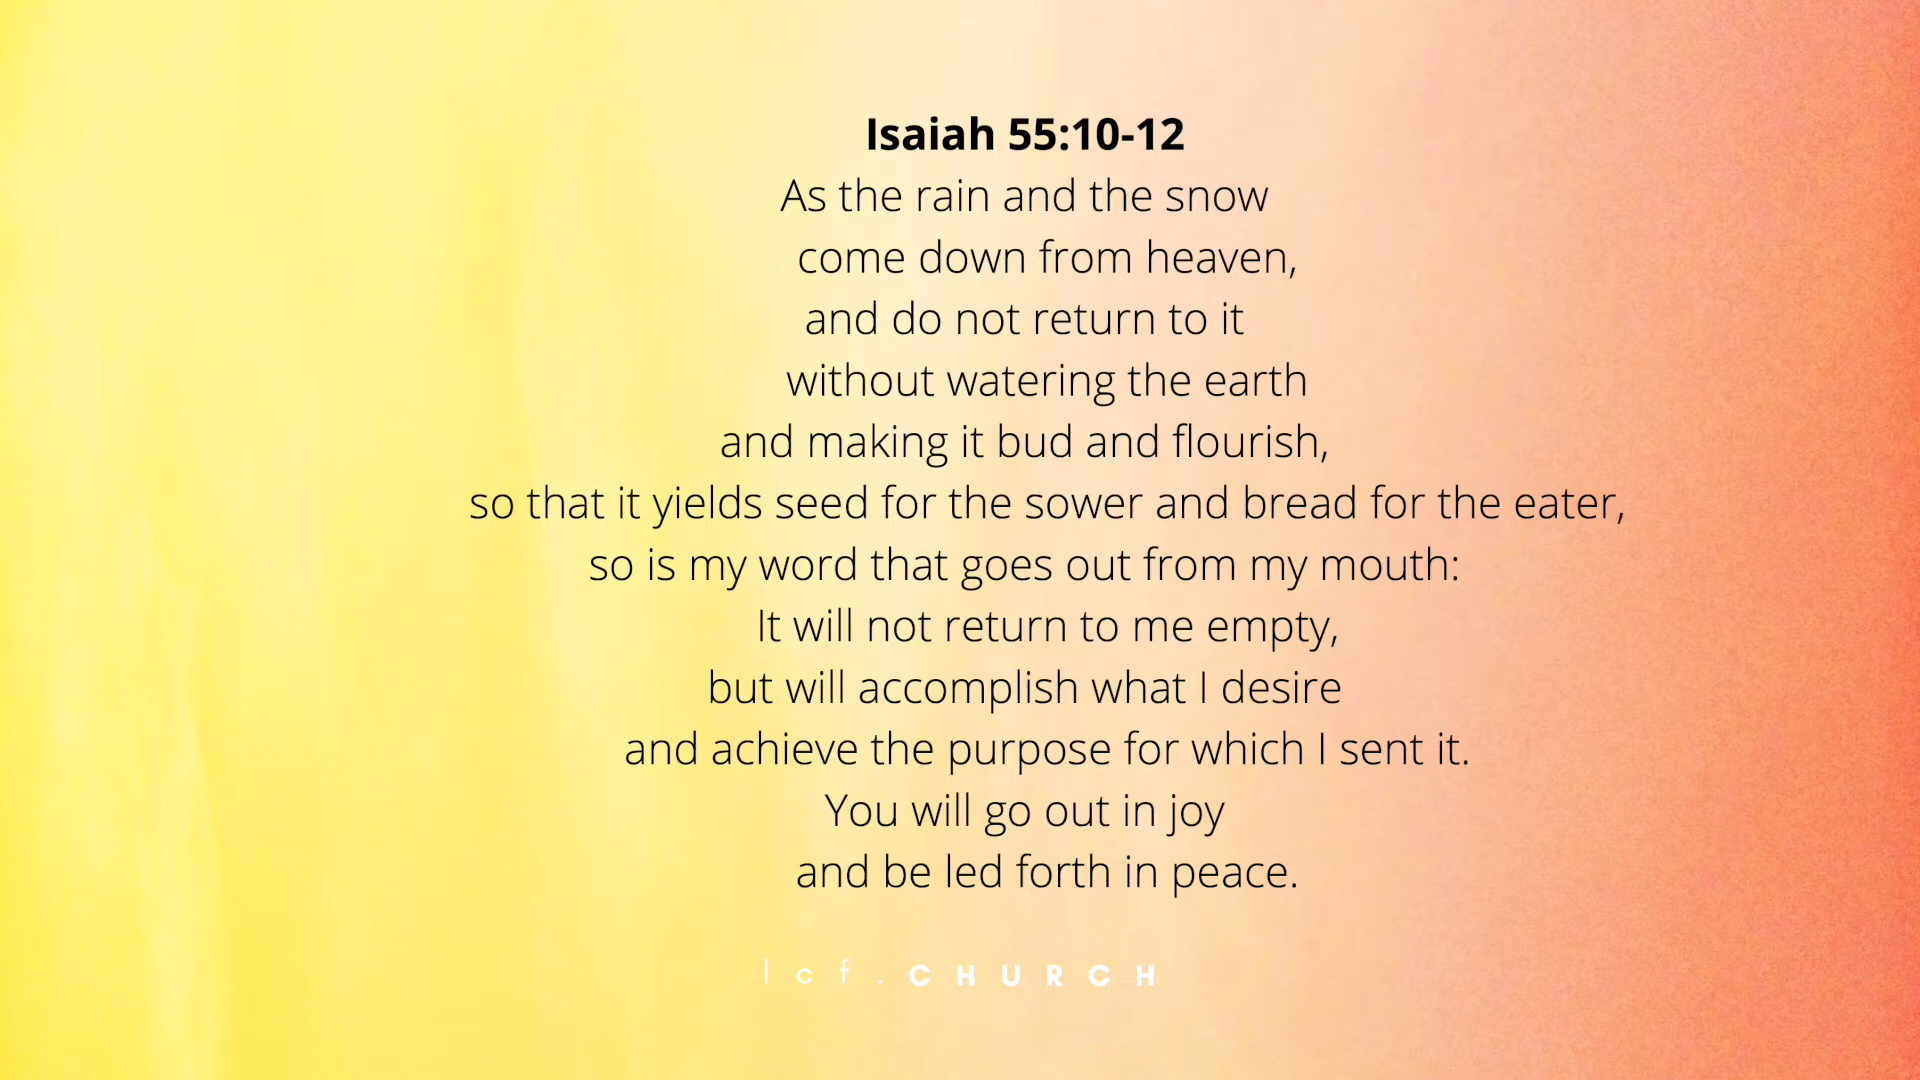 Isaiah 55:10-12
As the rain and the snow
come down from heaven,
and do not return to it
without watering the earth
and making it bud and flourish,
so that it yields seed for the sower and bread for the eater,
so is my word that goes out from my mouth:
It will not return to me empty,
but will accomplish what I desire
and achieve the purpose for which I sent it.
You will go out in joy
and be led forth in peace.
lcf.CHURCH